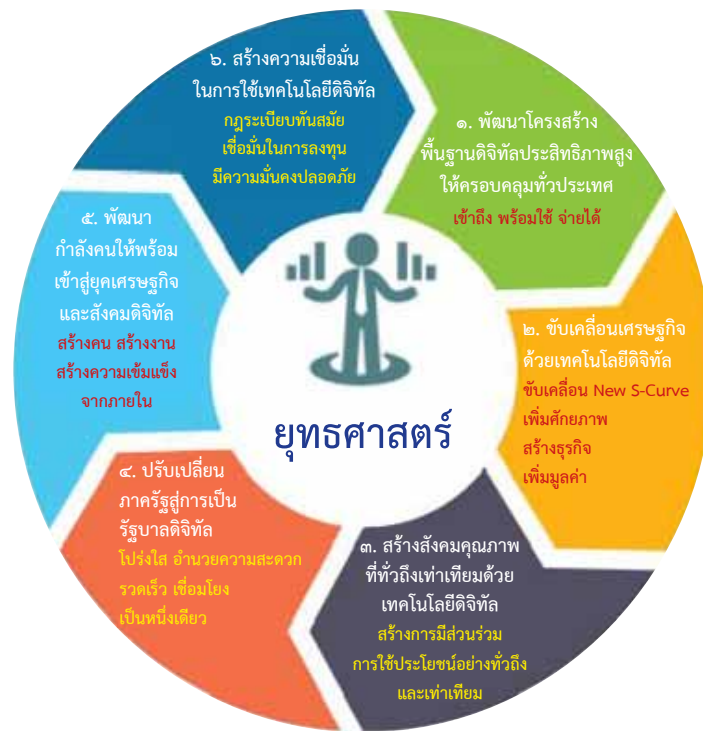 ๑. พัฒนาโครงสร้าง
พื้นฐานดิจิทัลประสิทธิภาพสูง
ให้ครอบคลุมทั่วประเทศ
เข้าถึง พร้อมใช้ จ่ายได้
๒. ขับเคลื่อนเศรษฐกิจ
ด้วยเทคโนโลยีดิจิทัล
ขับเคลื่อน New S-Curve
เพิ่มศักยภาพ
สร้างธุรกิจ
เพิ่มมูลค่า
๓. สร้างสังคมคุณภาพ
ที่ทั่วถึงเท่าเทียมด้วย
เทคโนโลยีดิจิทัล
สร้างการมีส่วนร่วม
การใช้ประโยชน์อย่างทั่วถึง
และเท่าเทียม
๔. ปรับเปลี่ยน
ภาครัฐสู่การเป็น
รัฐบาลดิจิทัล
โปร่งใส อำนวยความสะดวก
รวดเร็ว เชื่อมโยง
เป็นหนึ่งเดียว
๕. พัฒนา
กำลังคนให้พร้อม
เข้าสู่ยุคเศรษฐกิจ
และสังคมดิจิทัล
สร้างคน สร้างงาน
สร้างความเข้มแข็ง
จากภายใน
๖. สร้างความเชื่อมั่น
ในการใช้เทคโนโลยีดิจิทัล
กฎระเบียบทันสมัย
เชื่อมั่นในการลงทุน
มีความมั่นคงปลอดภัย
ยุทธศาสตร์